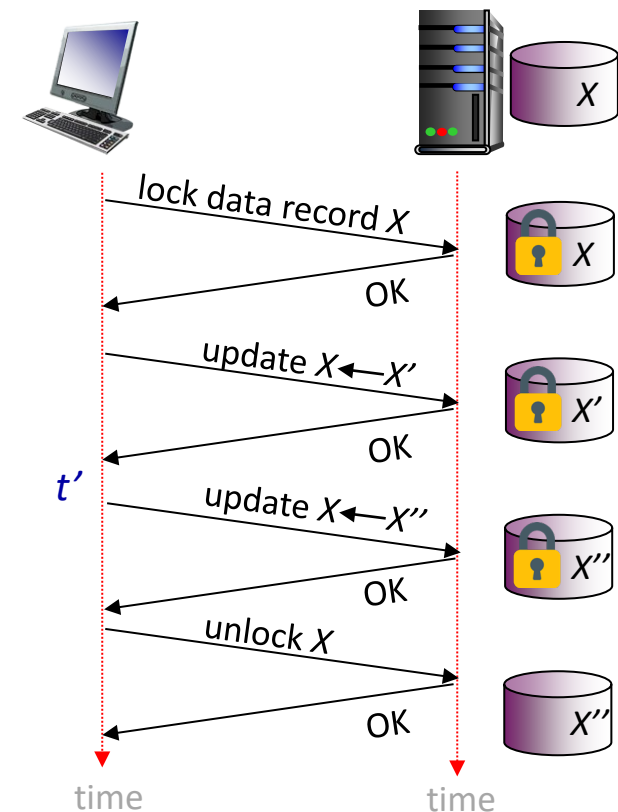 X
lock data record X
X
OK
update X←X′
X′
OK
t′
update X←X′′
X′′
OK
unlock X
X′′
OK
time
time